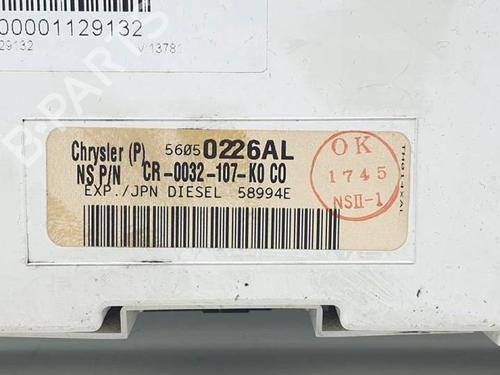 00001129132
29132
V13781
Chrysler (P) 56050226AL
NS P/N CR-0032-107-K0 C0
EXP./JPN DIESEL 58994E
OK
1745
NSII-1
B-PARTS